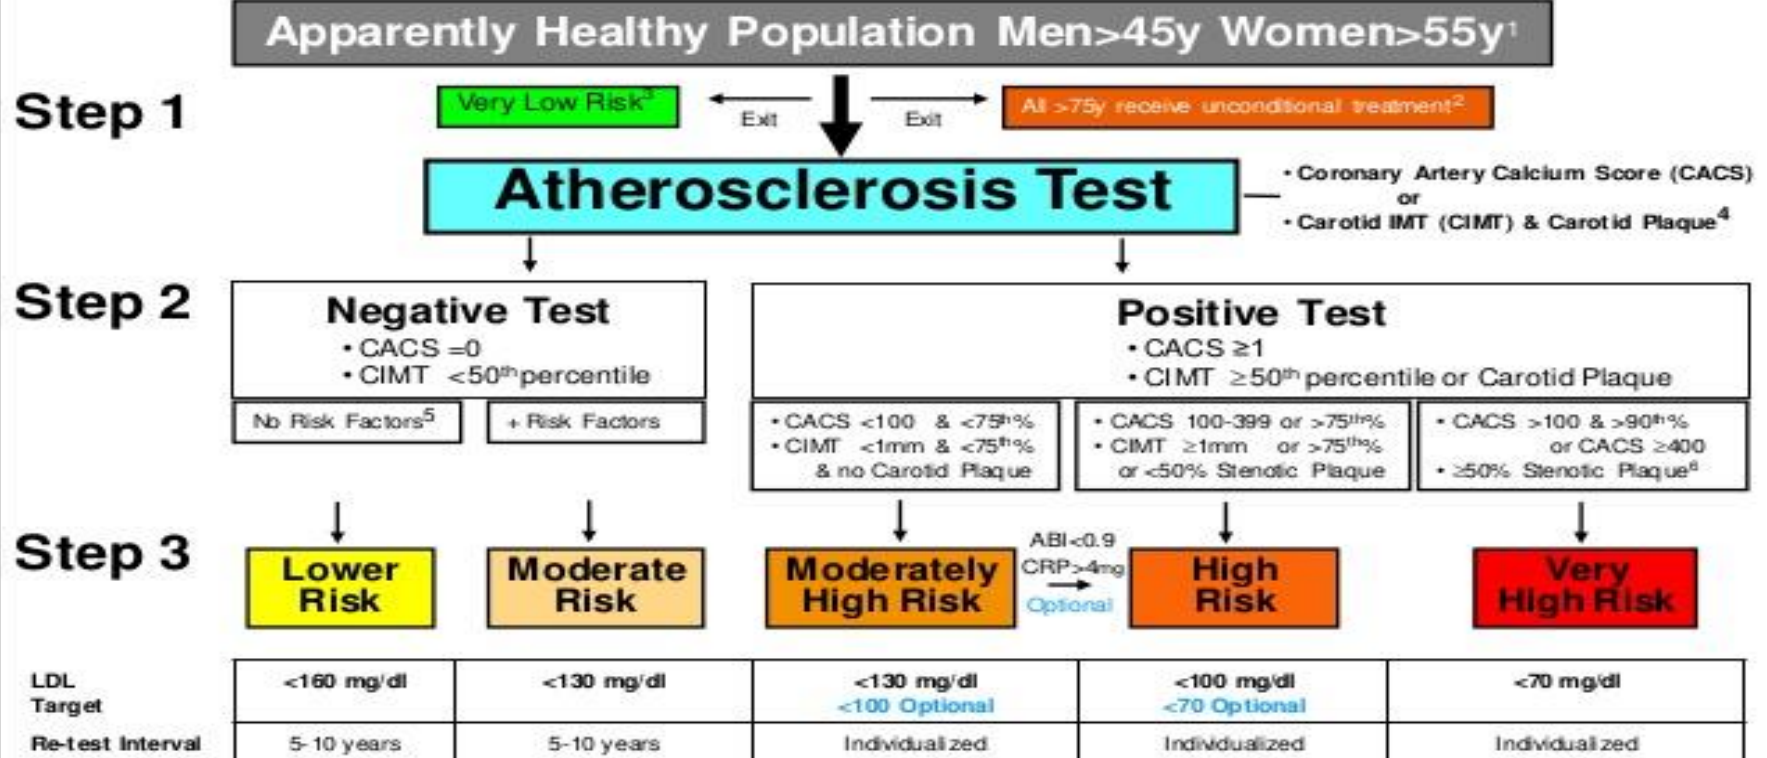 Apparently Healthy Population Men>45y Women>55y¹
Step 1
Very Low Risk³
Exit
Exit
All >75y receive unconditional treatment²
Atherosclerosis Test
• Coronary Artery Calcium Score (CACS)
or
• Carotid IMT (CIMT) & Carotid Plaque⁴
Step 2
Negative Test
• CACS =0
• CIMT <50th percentile
Positive Test
• CACS ≥1
• CIMT ≥50th percentile or Carotid Plaque
No Risk Factors⁵
+ Risk Factors
• CACS <100 & <75th%
• CIMT <1mm & <75th%
& no Carotid Plaque
• CACS 100-399 or >75th%
• CIMT ≥1mm or >75th%
or <50% Stenotic Plaque
• CACS >100 & >90th%
or CACS ≥400
• ≥50% Stenotic Plaque⁶
Step 3
Lower
Risk
Moderate
Risk
Moderately
High Risk
ABI<0.9
CRP>4mg
Optional
High
Risk
Very
High Risk
LDL
Target
<160 mg/dl
<130 mg/dl
<130 mg/dl
<100 Optional
<100 mg/dl
<70 Optional
<70 mg/dl
Re-test Interval
5-10 years
5-10 years
Individualized
Individualized
Individualized